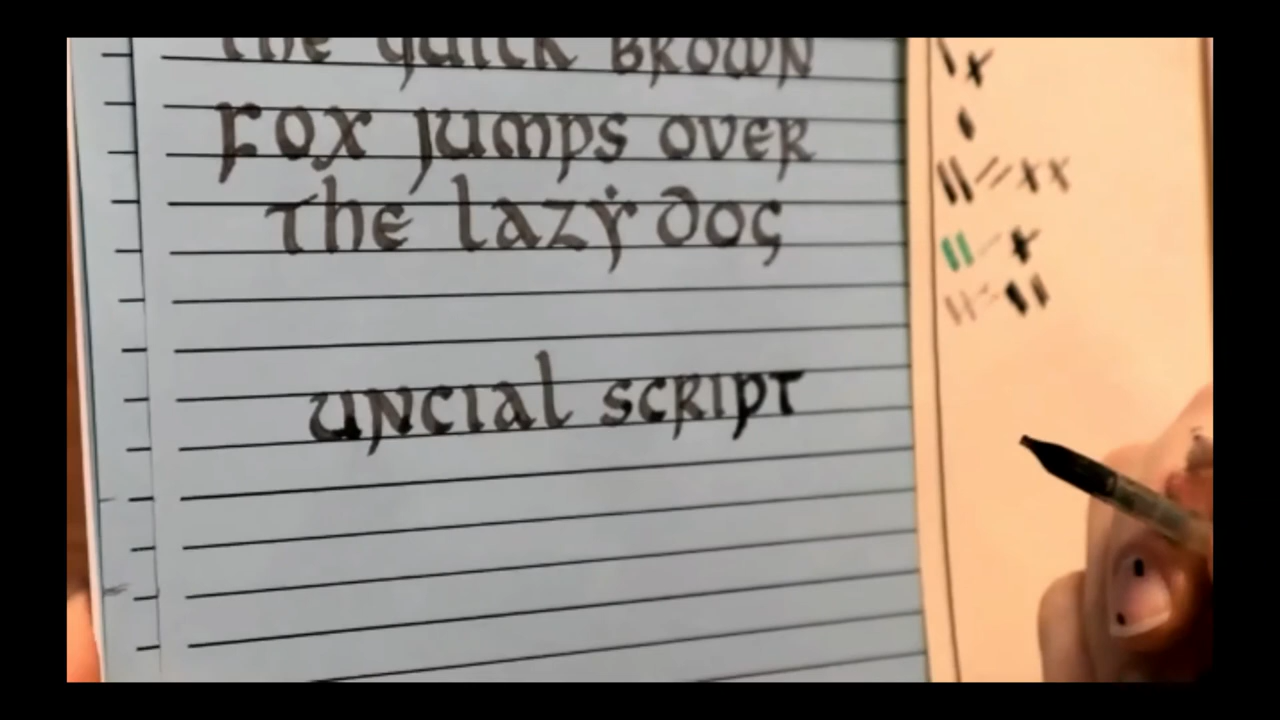 The quick brown
fox jumps over
the lazy dog
uncial script